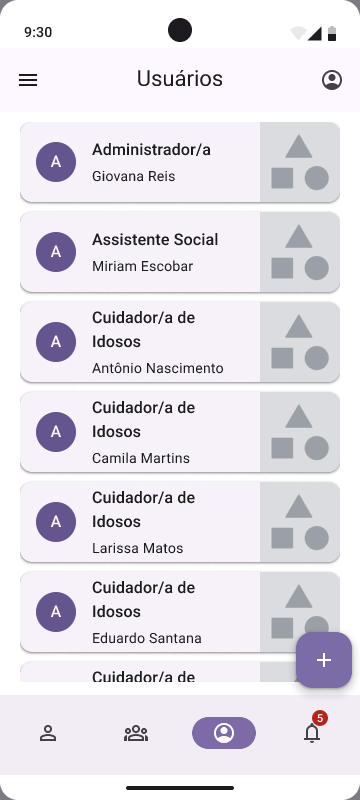 9:30
Usuários
A
Administrador/a
Giovana Reis
A
Assistente Social
Miriam Escobar
A
Cuidador/a de
Idosos
Antônio Nascimento
A
Cuidador/a de
Idosos
Camila Martins
A
Cuidador/a de
Idosos
Larissa Matos
A
Cuidador/a de
Idosos
Eduardo Santana
Cuidador/a de
5